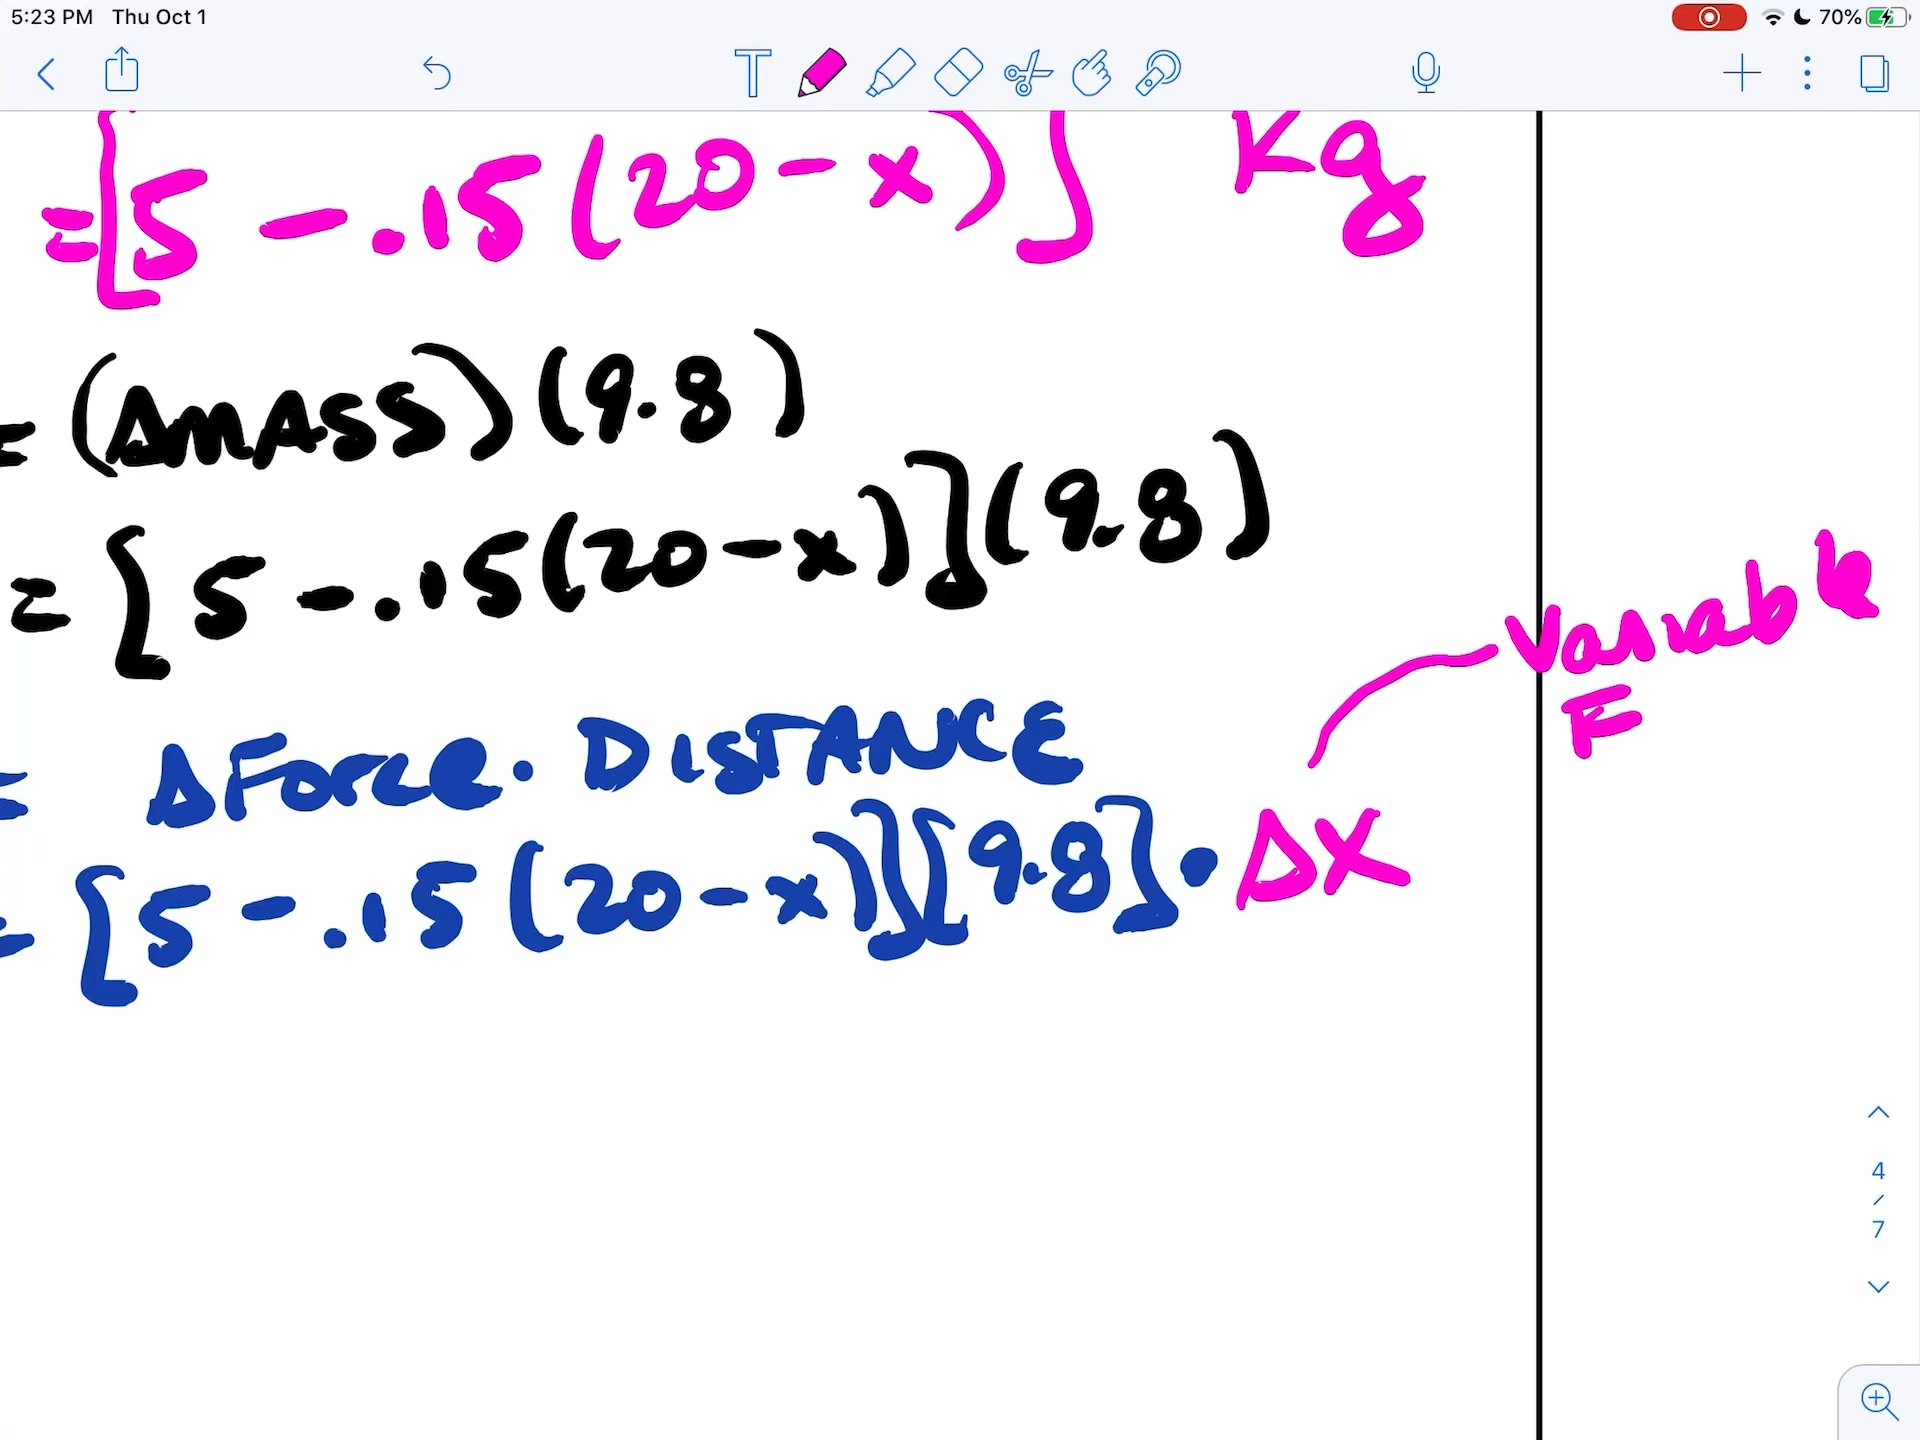 5:23 PM Thu Oct 1
70%
T
=[5 - .15(20 - x)] Kg
= (ΔMASS)(9.8)
= [5 - .15(20 - x)](9.8)
Variable
F
= ΔForce · DISTANCE
= [5 - .15(20 - x)][9.8] · ΔX
4
/
7